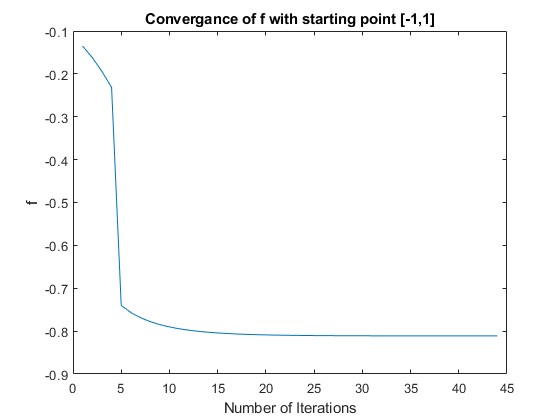 Convergance of f with starting point [-1,1]
-0.1
-0.2
-0.3
-0.4
-0.5
-0.6
-0.7
-0.8
-0.9
f
0 5 10 15 20 25 30 35 40 45
Number of Iterations